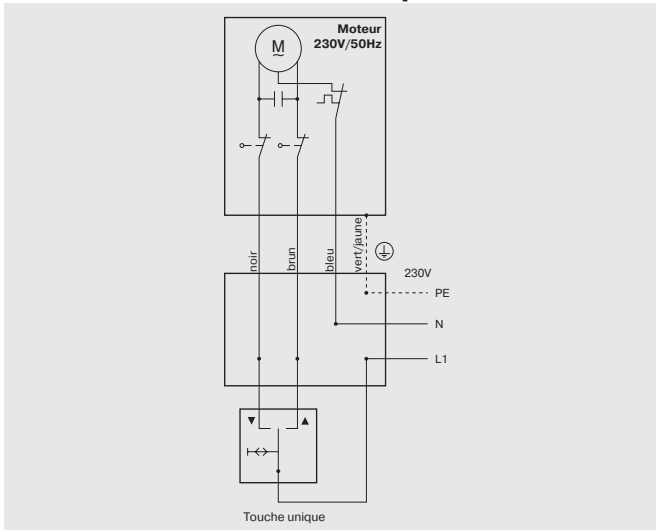 Moteur
230V/50Hz
M
~
noir
brun
bleu
vert/jaune
230V
PE
N
L1
Touche unique